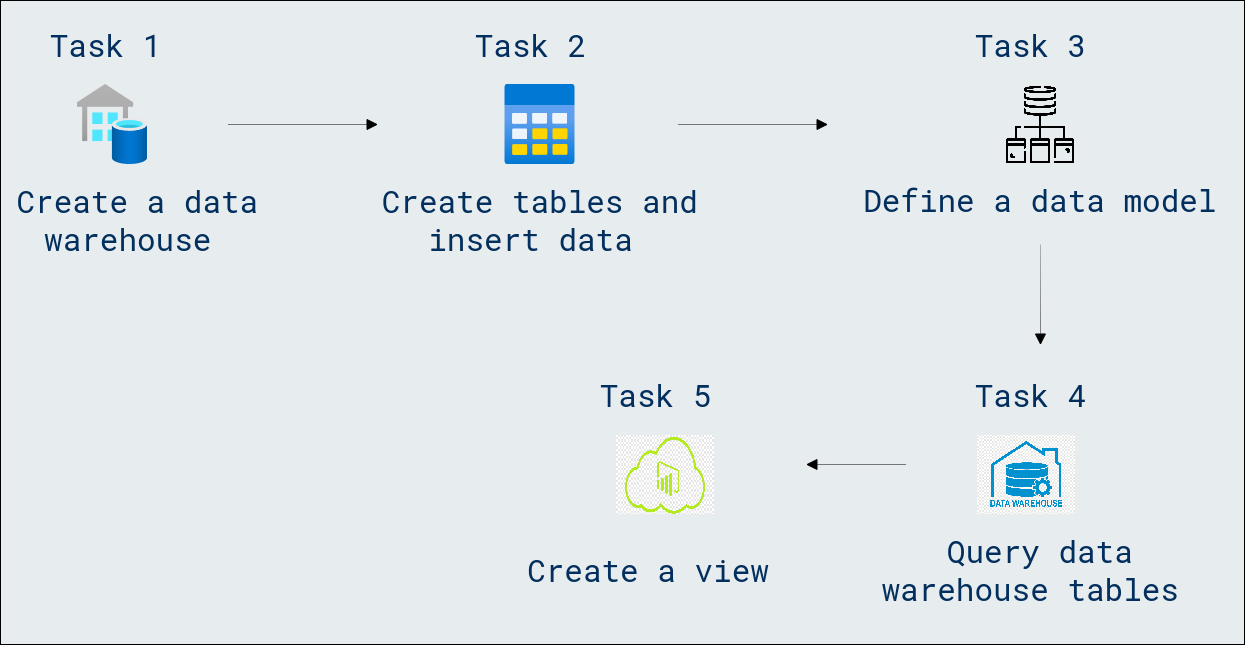 Task 1
Create a data
warehouse
Task 2
Create tables and
insert data
Task 3
Define a data model
Task 4
DATA WAREHOUSE
Query data
warehouse tables
Task 5
Create a view